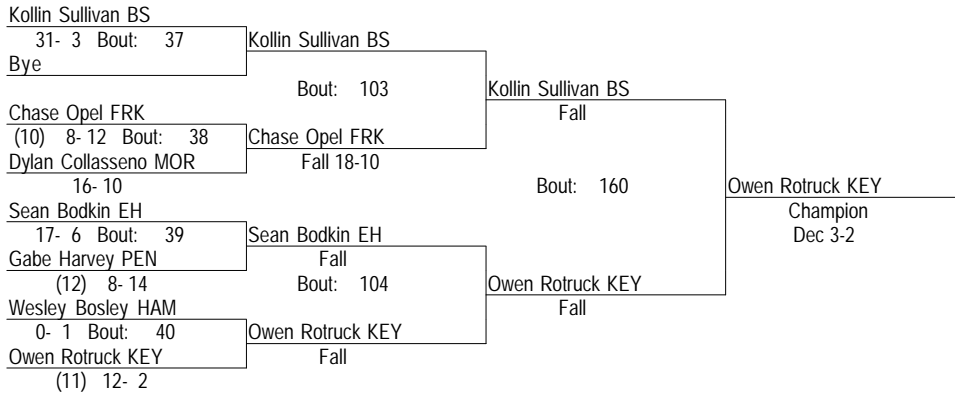 Kollin Sullivan BS
31- 3 Bout: 37
Bye
Kollin Sullivan BS
Bout: 103
Chase Opel FRK
(10) 8- 12 Bout: 38
Dylan Collasseno MOR
16- 10
Chase Opel FRK
Fall 18-10
Kollin Sullivan BS
Fall
Sean Bodkin EH
17- 6 Bout: 39
Gabe Harvey PEN
(12) 8- 14
Sean Bodkin EH
Fall
Bout: 104
Wesley Bosley HAM
0- 1 Bout: 40
Owen Rotruck KEY
(11) 12- 2
Owen Rotruck KEY
Fall
Owen Rotruck KEY
Fall
Bout: 160
Owen Rotruck KEY
Champion
Dec 3-2